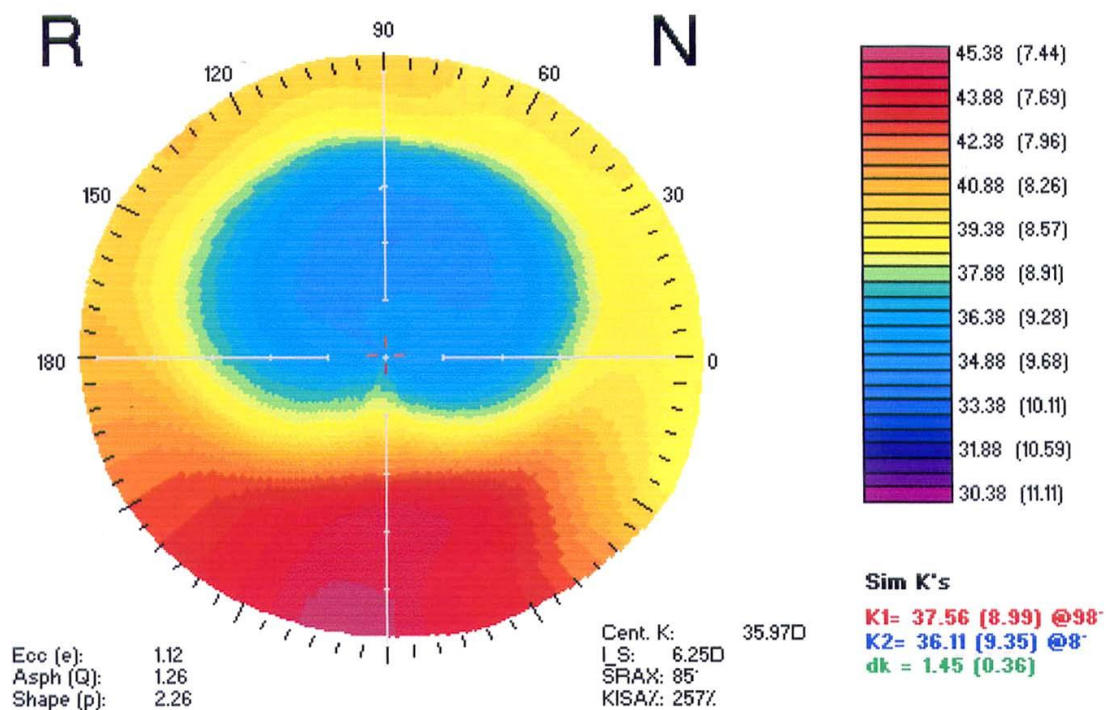 R
N
90
120
60
150
30
180
0
45.38 (7.44)
43.88 (7.69)
42.38 (7.96)
40.88 (8.26)
39.38 (8.57)
37.88 (8.91)
36.38 (9.28)
34.88 (9.68)
33.38 (10.11)
31.88 (10.59)
30.38 (11.11)
Sim K's
K1= 37.56 (8.99) @98°
K2= 36.11 (9.35) @8°
dk = 1.45 (0.36)
Ecc (e): 1.12
Asph (Q): 1.26
Shape (p): 2.26
Cent. K: 35.97D
I_S: 6.25D
SRAX: 85°
KISA%: 257%